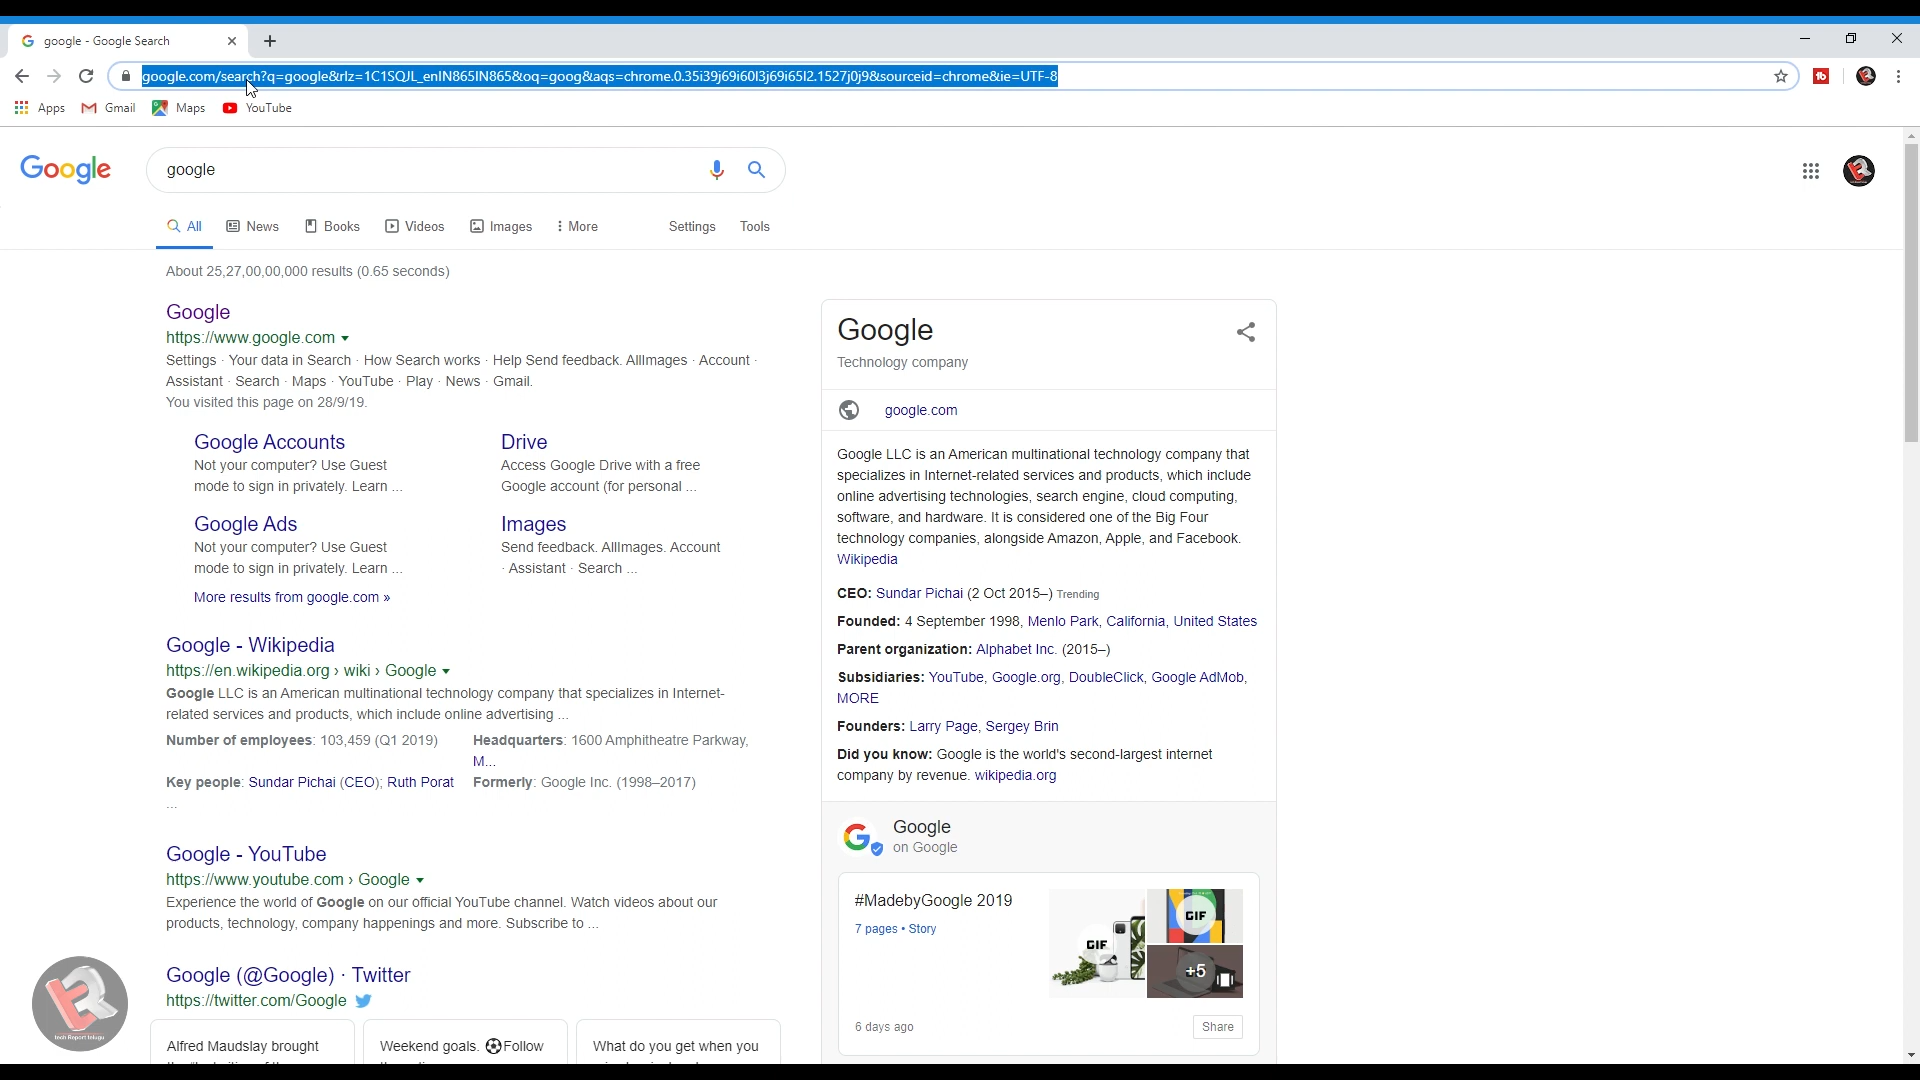 google - Google Search
google.com/search?q=google&rlz=1C1SQJL_enIN865IN865&oq=goog&aqs=chrome.0.35i39j69i60l3j69i65l2.1527j0j9&sourceid=chrome&ie=UTF-8
Apps Gmail Maps YouTube
Google google
All News Books Videos Images More Settings Tools
About 25,27,00,00,000 results (0.65 seconds)
Google
https://www.google.com
Settings · Your data in Search · How Search works · Help Send feedback. AllImages · Account ·
Assistant · Search · Maps · YouTube · Play · News · Gmail.
You visited this page on 28/9/19.
Google Accounts
Not your computer? Use Guest
mode to sign in privately. Learn ...
Drive
Access Google Drive with a free
Google account (for personal ...
Google Ads
Not your computer? Use Guest
mode to sign in privately. Learn ...
Images
Send feedback. AllImages. Account
· Assistant · Search ...
More results from google.com »
Google - Wikipedia
https://en.wikipedia.org › wiki › Google
Google LLC is an American multinational technology company that specializes in Internet-
related services and products, which include online advertising ...
Number of employees: 103,459 (Q1 2019)
Headquarters: 1600 Amphitheatre Parkway,
M...
Key people: Sundar Pichai (CEO); Ruth Porat
...
Formerly: Google Inc. (1998–2017)
Google - YouTube
https://www.youtube.com › Google
Experience the world of Google on our official YouTube channel. Watch videos about our
products, technology, company happenings and more. Subscribe to ...
Google (@Google) · Twitter
https://twitter.com/Google
Alfred Maudslay brought
Weekend goals. ⚽Follow
What do you get when you
Google
Technology company
google.com
Google LLC is an American multinational technology company that
specializes in Internet-related services and products, which include
online advertising technologies, search engine, cloud computing,
software, and hardware. It is considered one of the Big Four
technology companies, alongside Amazon, Apple, and Facebook.
Wikipedia
CEO: Sundar Pichai (2 Oct 2015–) Trending
Founded: 4 September 1998, Menlo Park, California, United States
Parent organization: Alphabet Inc. (2015–)
Subsidiaries: YouTube, Google.org, DoubleClick, Google AdMob,
MORE
Founders: Larry Page, Sergey Brin
Did you know: Google is the world's second-largest internet
company by revenue. wikipedia.org
Google
on Google
#MadebyGoogle 2019
7 pages • Story
GIF
GIF
+5
6 days ago
Share
Tech Report telugu